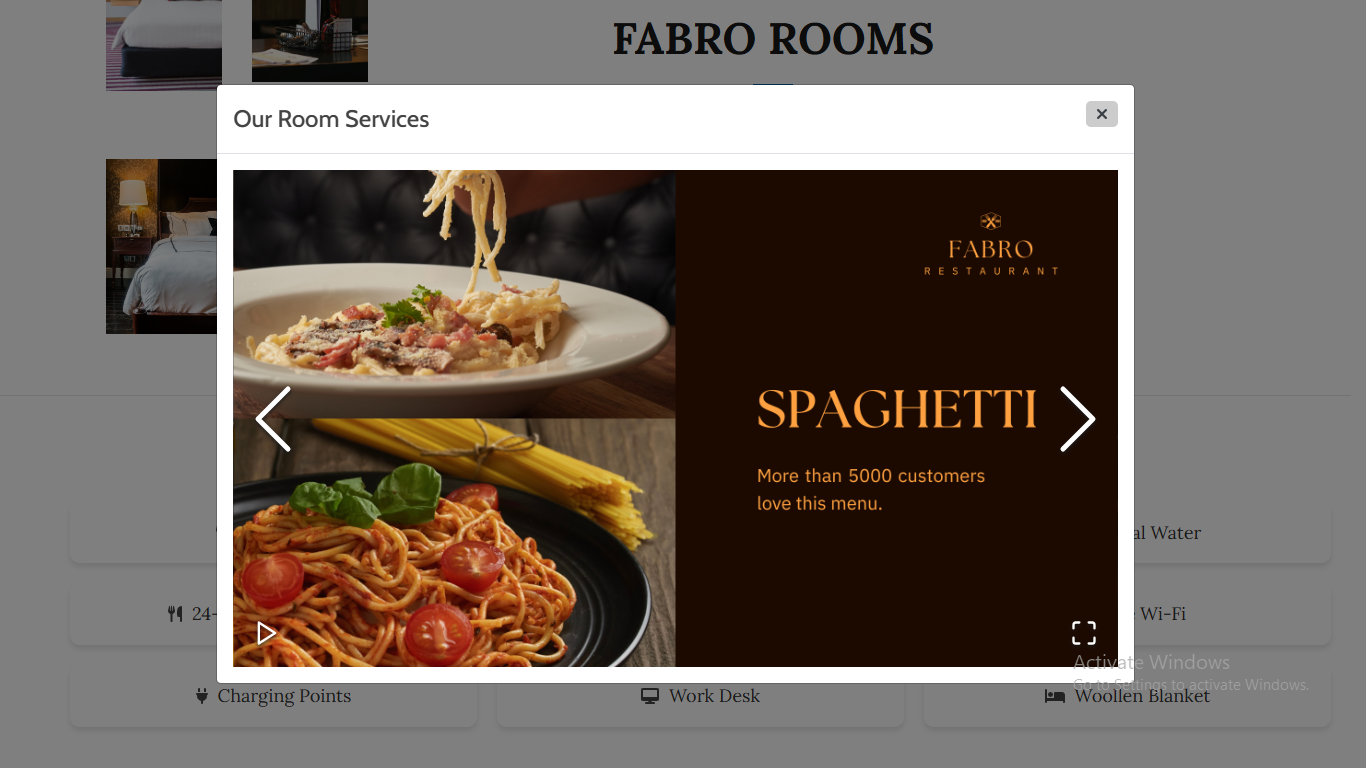 FABRO ROOMS
Our Room Services
FABRO
RESTAURANT
SPAGHETTI
More than 5000 customers
love this menu.
al Water
24-
Wi-Fi
Activate Windows
Go to Settings to activate Windows.
Charging Points
Work Desk
Woollen Blanket